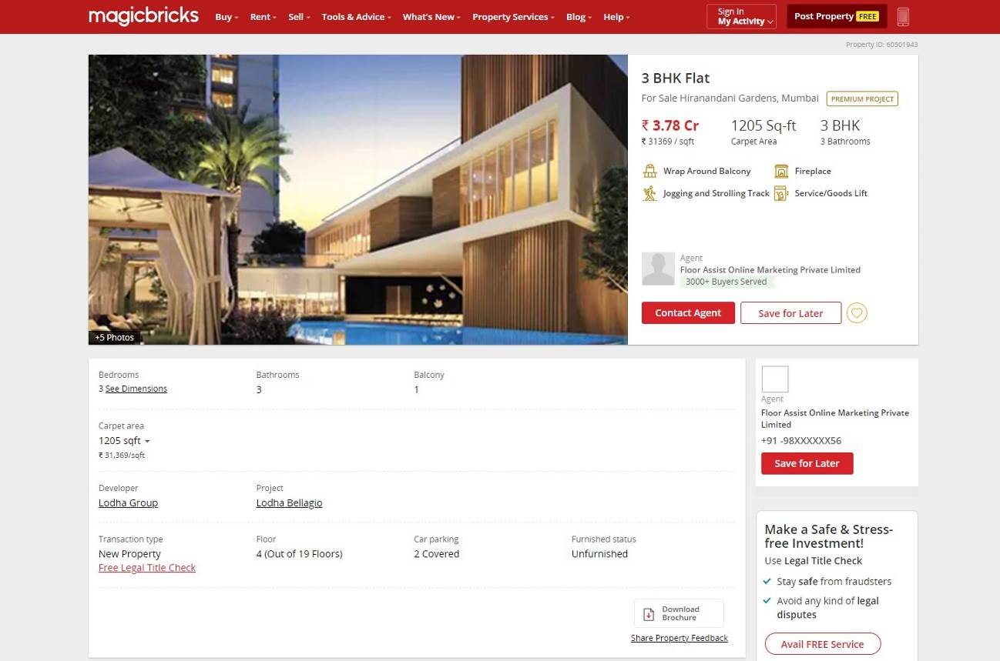 magicbricks
Buy Rent Sell Tools & Advice What's New Property Services Blog Help
Sign In
My Activity
Post Property FREE
Property ID: 60501943
+5 Photos
3 BHK Flat
For Sale Hiranandani Gardens, Mumbai PREMIUM PROJECT
₹ 3.78 Cr 1205 Sq-ft 3 BHK
₹ 31369 / sqft Carpet Area 3 Bathrooms
Wrap Around Balcony Fireplace
Jogging and Strolling Track Service/Goods Lift
Agent
Floor Assist Online Marketing Private Limited
3000+ Buyers Served
Contact Agent Save for Later
Bedrooms Bathrooms Balcony
3 See Dimensions 3 1
Carpet area
1205 sqft
₹ 31,369/sqft
Developer Project
Lodha Group Lodha Bellagio
Transaction type Floor Car parking Furnished status
New Property 4 (Out of 19 Floors) 2 Covered Unfurnished
Free Legal Title Check
Download
Brochure
Share Property Feedback
Agent
Floor Assist Online Marketing Private
Limited
+91 -98XXXXXX56
Save for Later
Make a Safe & Stress-
free Investment!
Use Legal Title Check
Stay safe from fraudsters
Avoid any kind of legal
disputes
Avail FREE Service